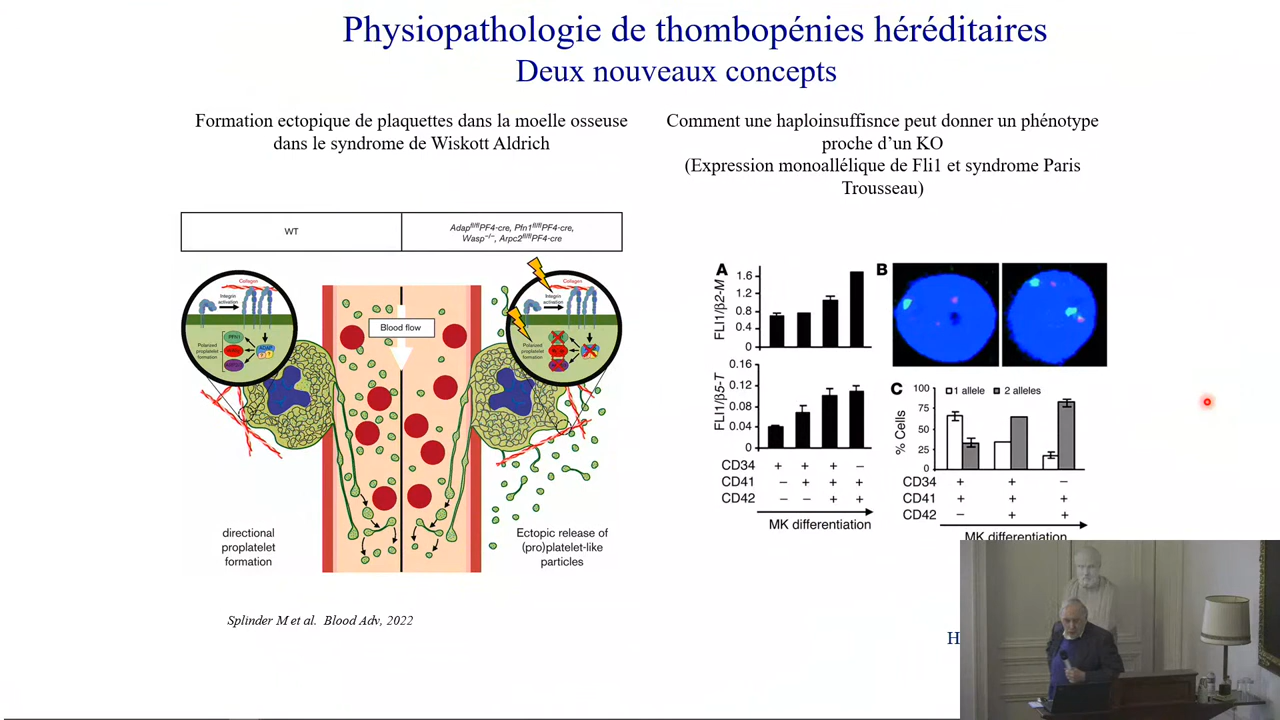 Physiopathologie de thombopénies héréditaires
Deux nouveaux concepts
Formation ectopique de plaquettes dans la moelle osseuse
dans le syndrome de Wiskott Aldrich
Comment une haploinsuffisnce peut donner un phénotype
proche d'un KO
(Expression monoallélique de Fli1 et syndrome Paris
Trousseau)
WT
Adap^fl/fl PF4-cre, Pfn1^fl/fl PF4-cre,
Wasp^-/-, Arpc2^fl/fl PF4-cre
Collagen
Integrin
activation
Polarized
proplatelet
formation
PFN1
ADAP
Blood flow
Collagen
Integrin
activation
Polarized
proplatelet
formation
directional
proplatelet
formation
Ectopic release of
(pro)platelet-like
particles
Splinder M et al. Blood Adv, 2022
A
FLI1/β2-M
1.6
1.2
0.8
0.4
0
FLI1/β5-T
0.16
0.12
0.08
0.04
0
CD34 + + + −
CD41 − + + +
CD42 − − + +
MK differentiation
B
C
1 allele 2 alleles
% Cells
100
75
50
25
0
CD34 + + −
CD41 + + +
CD42 − + +
MK differentiation
H